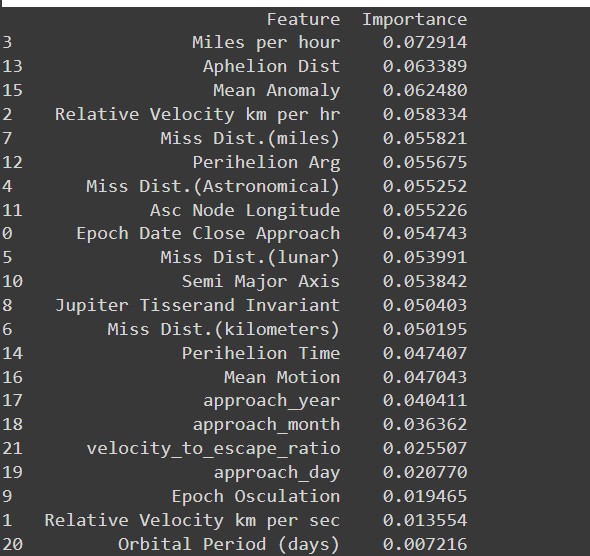 Feature Importance
3 Miles per hour 0.072914
13 Aphelion Dist 0.063389
15 Mean Anomaly 0.062480
2 Relative Velocity km per hr 0.058334
7 Miss Dist.(miles) 0.055821
12 Perihelion Arg 0.055675
4 Miss Dist.(Astronomical) 0.055252
11 Asc Node Longitude 0.055226
0 Epoch Date Close Approach 0.054743
5 Miss Dist.(lunar) 0.053991
10 Semi Major Axis 0.053842
8 Jupiter Tisserand Invariant 0.050403
6 Miss Dist.(kilometers) 0.050195
14 Perihelion Time 0.047407
16 Mean Motion 0.047043
17 approach_year 0.040411
18 approach_month 0.036362
21 velocity_to_escape_ratio 0.025507
19 approach_day 0.020770
9 Epoch Osculation 0.019465
1 Relative Velocity km per sec 0.013554
20 Orbital Period (days) 0.007216